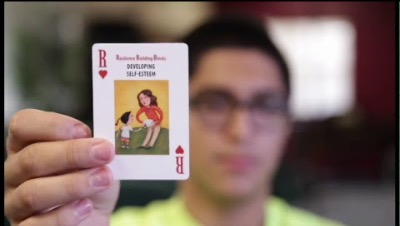 R
Resilience Building Blocks
DEVELOPING
SELF-ESTEEM
R